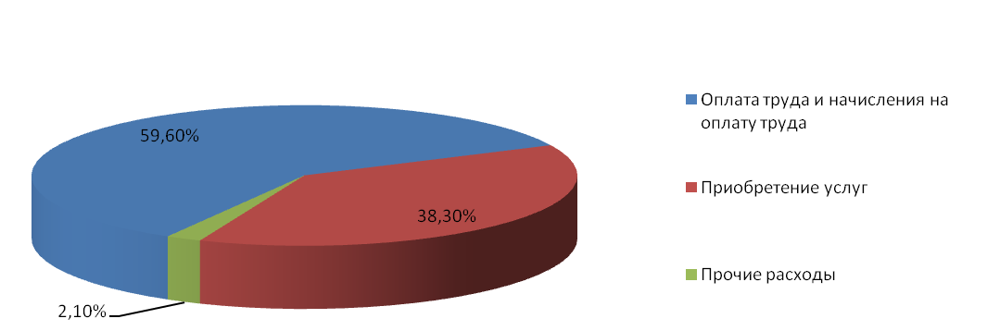 59,60%
38,30%
2,10%
Оплата труда и начисления на
оплату труда
Приобретение услуг
Прочие расходы